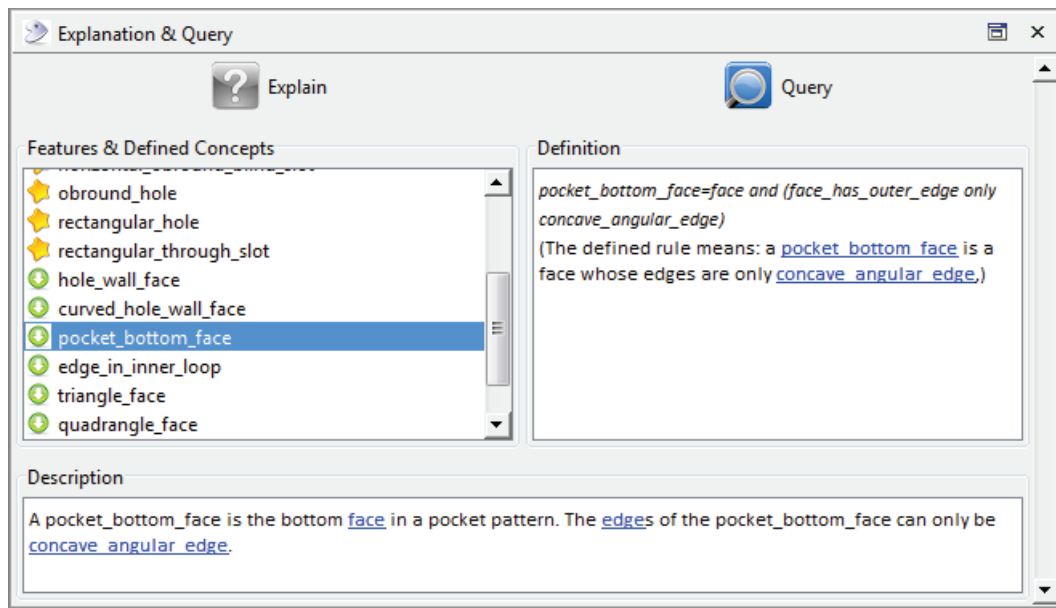 Explanation & Query
Explain
Query
Features & Defined Concepts
obround_hole
rectangular_hole
rectangular_through_slot
hole_wall_face
curved_hole_wall_face
pocket_bottom_face
edge_in_inner_loop
triangle_face
quadrangle_face
Definition
pocket_bottom_face=face and (face_has_outer_edge only
concave_angular_edge)
(The defined rule means: a pocket_bottom_face is a
face whose edges are only concave_angular_edge,)
Description
A pocket_bottom_face is the bottom face in a pocket pattern. The edges of the pocket_bottom_face can only be
concave_angular_edge.